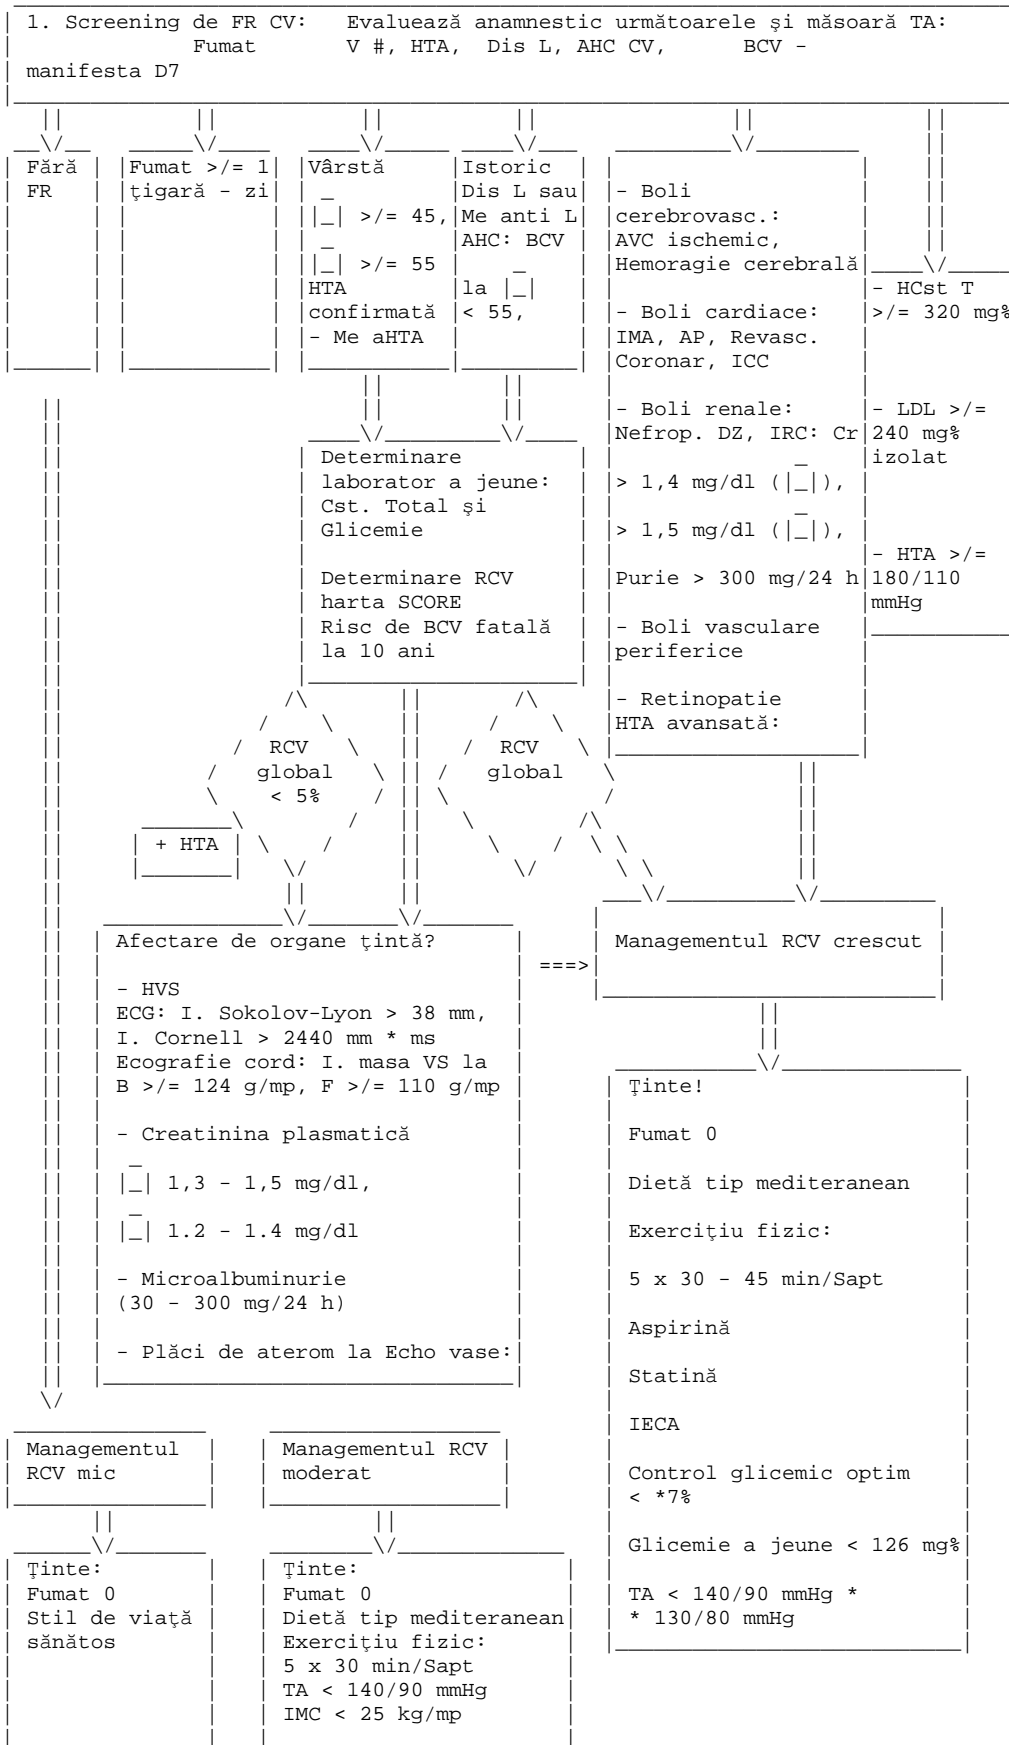 1. Screening de FR CV: Evaluează anamnestic următoarele şi măsoară TA:
Fumat V #, HTA, Dis L, AHC CV, BCV -
manifesta D7
Fără
FR
Fumat >/= 1
ţigară - zi
Vârstă
|_| >/= 45,
|_| >/= 55
HTA
confirmată
- Me aHTA
Istoric
Dis L sau
Me anti L
AHC: BCV
la |_|
< 55,
- Boli
cerebrovasc.:
AVC ischemic,
Hemoragie cerebrală
- Boli cardiace:
IMA, AP, Revasc.
Coronar, ICC
- Boli renale:
Nefrop. DZ, IRC: Cr
> 1,4 mg/dl (|_|),
> 1,5 mg/dl (|_|),
Purie > 300 mg/24 h
- Boli vasculare
periferice
- Retinopatie
HTA avansată:
- HCst T
>/= 320 mg%
- LDL >/=
240 mg%
izolat
- HTA >/=
180/110
mmHg
Determinare
laborator a jeune:
Cst. Total şi
Glicemie
Determinare RCV
harta SCORE
Risc de BCV fatală
la 10 ani
RCV
global
< 5%
RCV
global
+ HTA
Afectare de organe ţintă?
- HVS
ECG: I. Sokolov-Lyon > 38 mm,
I. Cornell > 2440 mm * ms
Ecografie cord: I. masa VS la
B >/= 124 g/mp, F >/= 110 g/mp
- Creatinina plasmatică
|_| 1,3 - 1,5 mg/dl,
|_| 1.2 - 1.4 mg/dl
- Microalbuminurie
(30 - 300 mg/24 h)
- Plăci de aterom la Echo vase:
===>
Managementul RCV crescut
Ţinte!
Fumat 0
Dietă tip mediteranean
Exerciţiu fizic:
5 x 30 - 45 min/Sapt
Aspirină
Statină
IECA
Control glicemic optim
< *7%
Glicemie a jeune < 126 mg%
TA < 140/90 mmHg *
* 130/80 mmHg
Managementul
RCV mic
Managementul RCV
moderat
Ţinte:
Fumat 0
Stil de viaţă
sănătos
Ţinte:
Fumat 0
Dietă tip mediteranean
Exerciţiu fizic:
5 x 30 min/Sapt
TA < 140/90 mmHg
IMC < 25 kg/mp